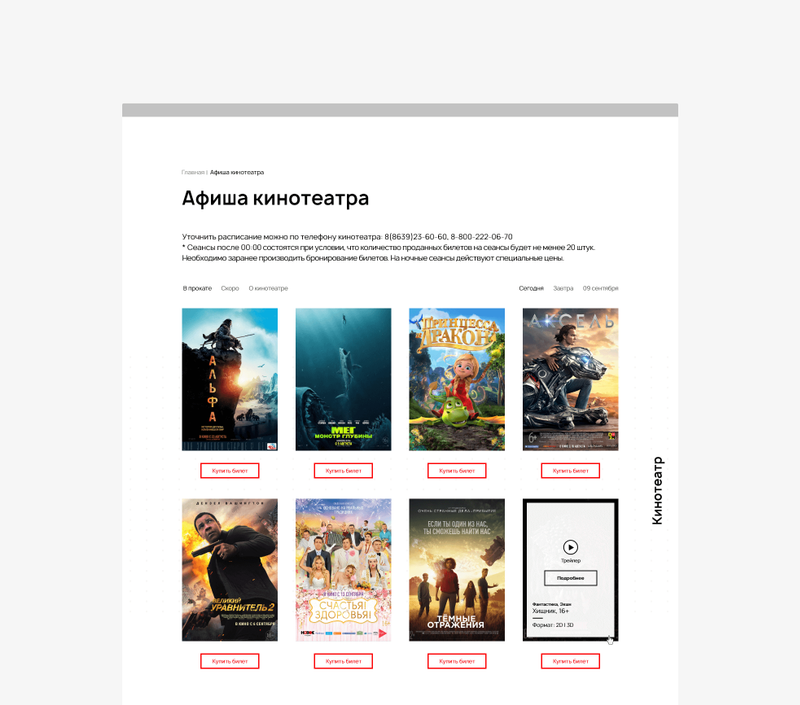 Главная | Афиша кинотеатра
Афиша кинотеатра
Уточнить расписание можно по телефону кинотеатра: 8(8639)23-60-60, 8-800-222-06-70
* Сеансы после 00:00 состоятся при условии, что количество проданных билетов на сеансы будет не менее 20 штук.
Необходимо заранее производить бронирование билетов. На ночные сеансы действуют специальные цены.
В прокате Скоро О кинотеатре
Сегодня Завтра 09 сентября
АЛЬФА
МЕГ
МОНСТР ГЛУБИНЫ
ПРИНЦЕССА
ДРАКОН
АКСЕЛЬ
6+
Купить билет
Купить билет
Купить билет
Купить билет
Кинотеатр
ДЕНЗЕЛ ВАШИНГТОН
ВЕЛИКИЙ
УРАВНИТЕЛЬ 2
В КИНО С 6 СЕНТЯБРЯ
В КИНО С 13 СЕНТЯБРЯ
СЧАСТЬЯ!
ЗДОРОВЬЯ!
ЕСЛИ ТЫ ОДИН ИЗ НАС,
ТЫ СМОЖЕШЬ НАЙТИ НАС
ТЁМНЫЕ
ОТРАЖЕНИЯ
Трейлер
Подробнее
Фантастика, Экшн
Хищник, 16+
Формат: 2D | 3D
Купить билет
Купить билет
Купить билет
Купить билет